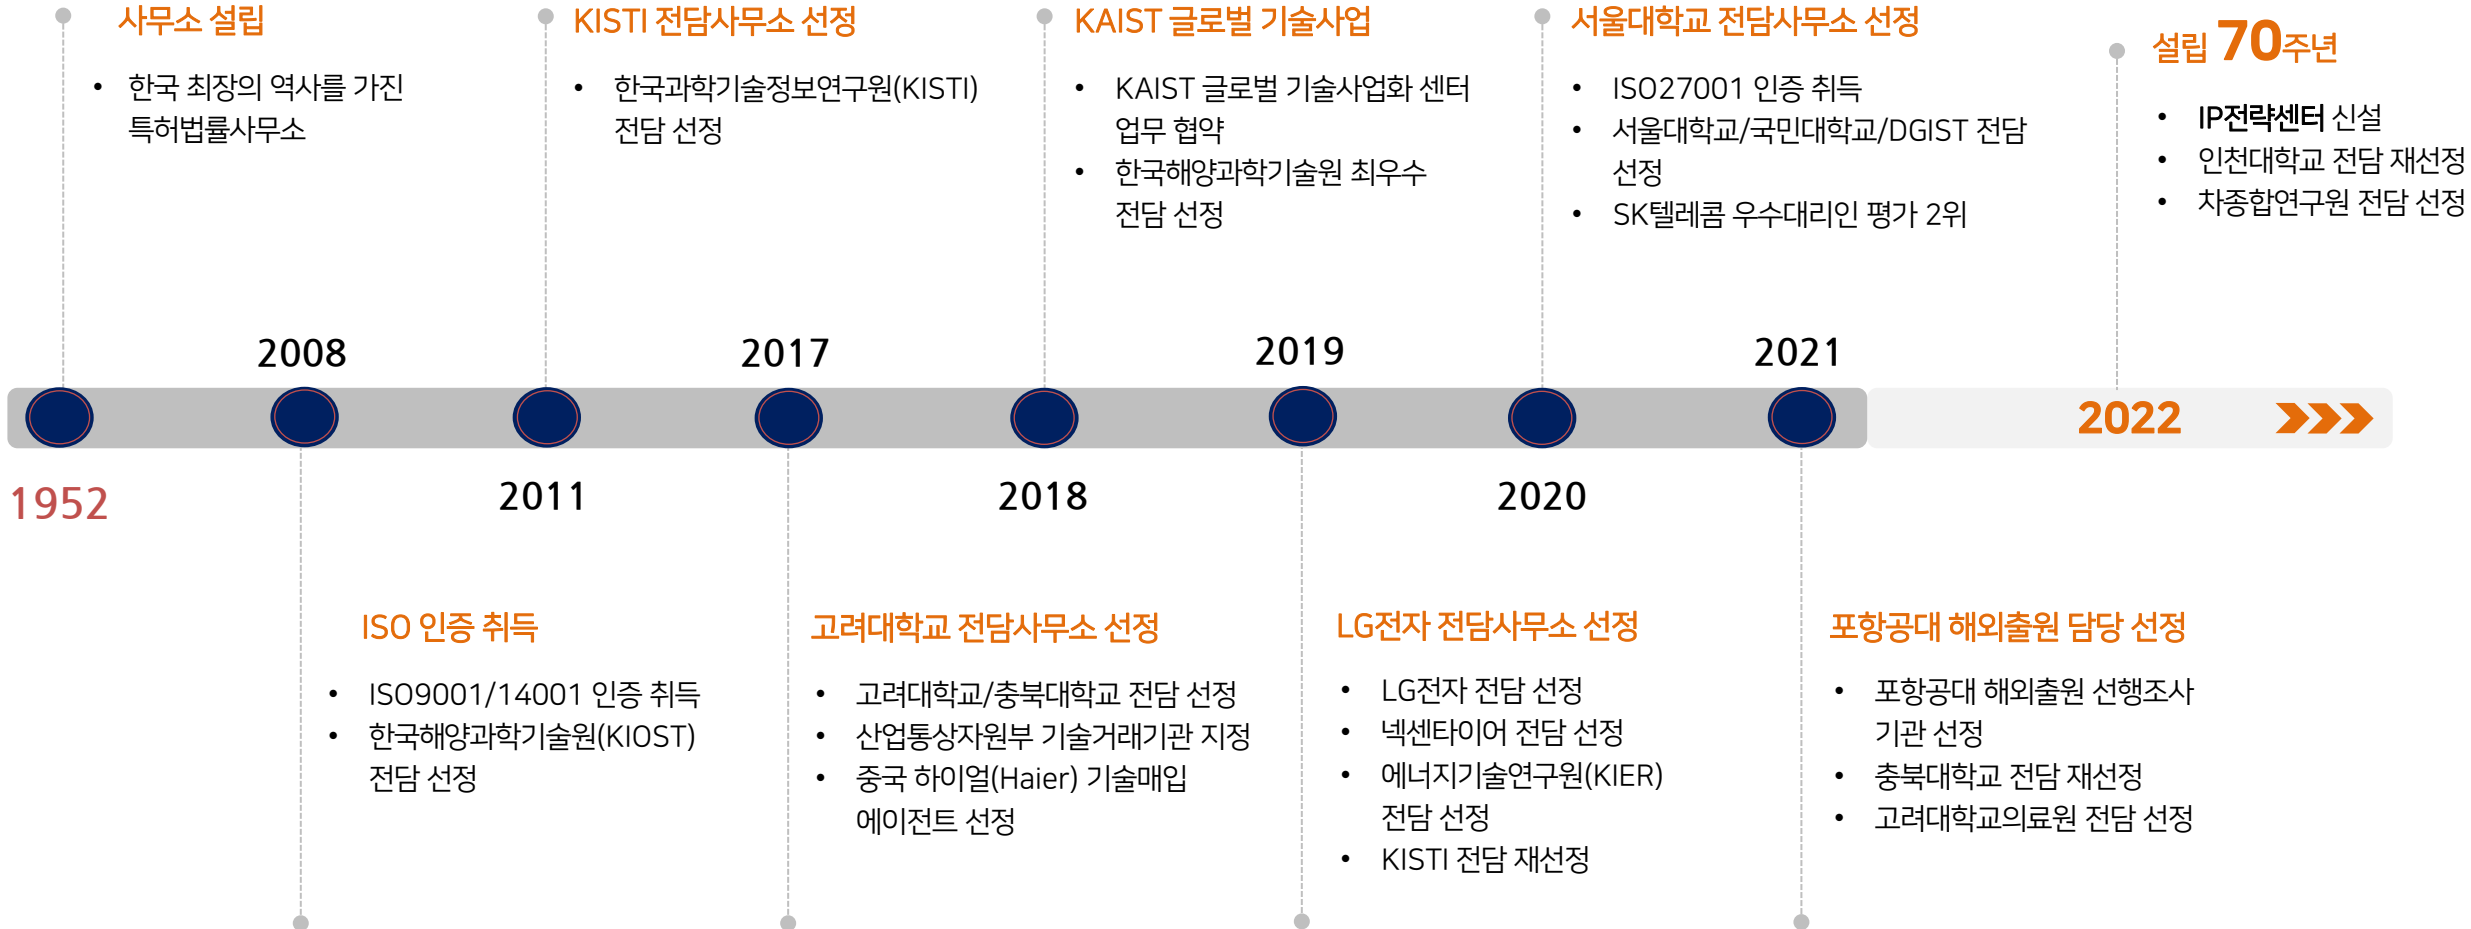 사무소 설립
• 한국 최장의 역사를 가진
특허법률사무소
KISTI 전담사무소 선정
• 한국과학기술정보연구원(KISTI)
전담 선정
KAIST 글로벌 기술사업
• KAIST 글로벌 기술사업화 센터
업무 협약
• 한국해양과학기술원 최우수
전담 선정
서울대학교 전담사무소 선정
• ISO27001 인증 취득
• 서울대학교/국민대학교/DGIST 전담
선정
• SK텔레콤 우수대리인 평가 2위
설립 70주년
• IP전략센터 신설
• 인천대학교 전담 재선정
• 차종합연구원 전담 선정
2008
2017
2019
2021
2022
1952
2011
2018
2020
ISO 인증 취득
• ISO9001/14001 인증 취득
• 한국해양과학기술원(KIOST)
전담 선정
고려대학교 전담사무소 선정
• 고려대학교/충북대학교 전담 선정
• 산업통상자원부 기술거래기관 지정
• 중국 하이얼(Haier) 기술매입
에이전트 선정
LG전자 전담사무소 선정
• LG전자 전담 선정
• 넥센타이어 전담 선정
• 에너지기술연구원(KIER)
전담 선정
• KISTI 전담 재선정
포항공대 해외출원 담당 선정
• 포항공대 해외출원 선행조사
기관 선정
• 충북대학교 전담 재선정
• 고려대학교의료원 전담 선정